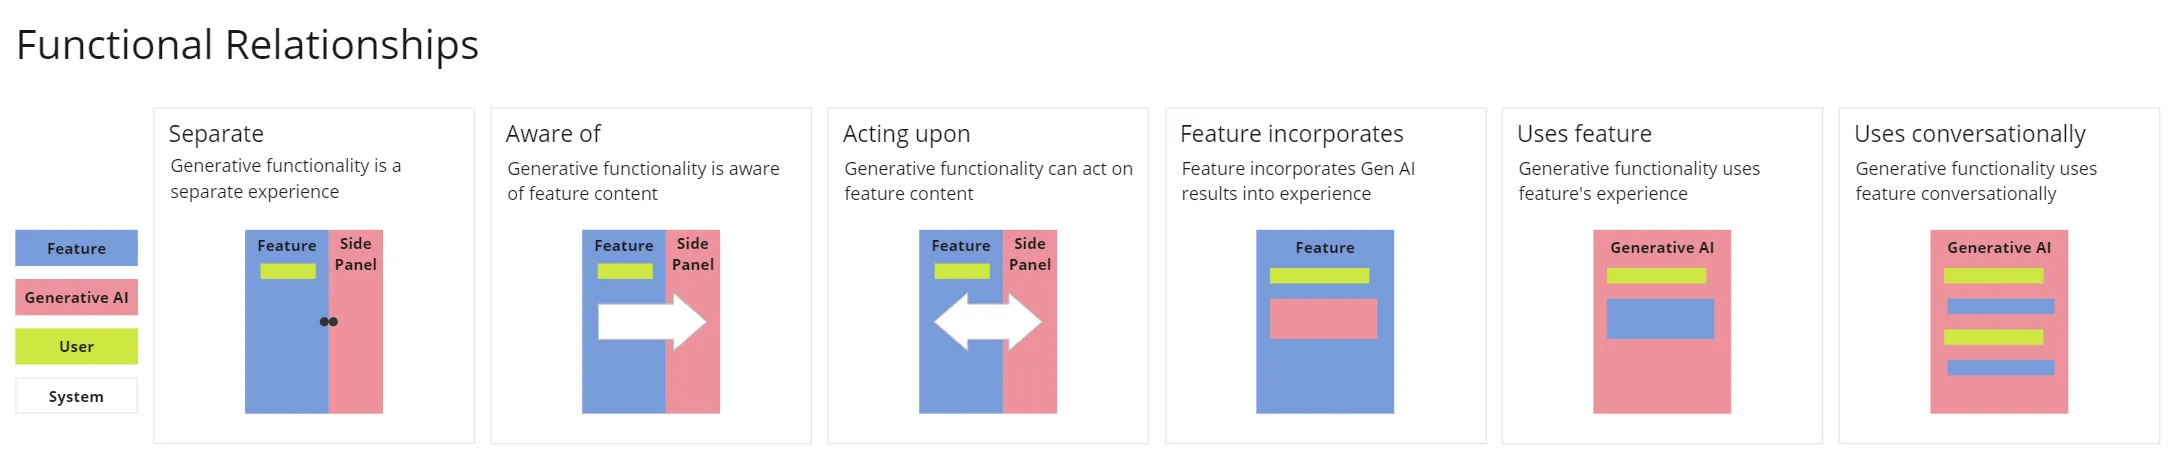 Functional Relationships
Feature
Generative AI
User
System
Separate
Generative functionality is a
separate experience
Feature
Side
Panel
Aware of
Generative functionality is aware
of feature content
Feature
Side
Panel
Acting upon
Generative functionality can act on
feature content
Feature
Side
Panel
Feature incorporates
Feature incorporates Gen AI
results into experience
Feature
Uses feature
Generative functionality uses
feature's experience
Generative AI
Uses conversationally
Generative functionality uses
feature conversationally
Generative AI